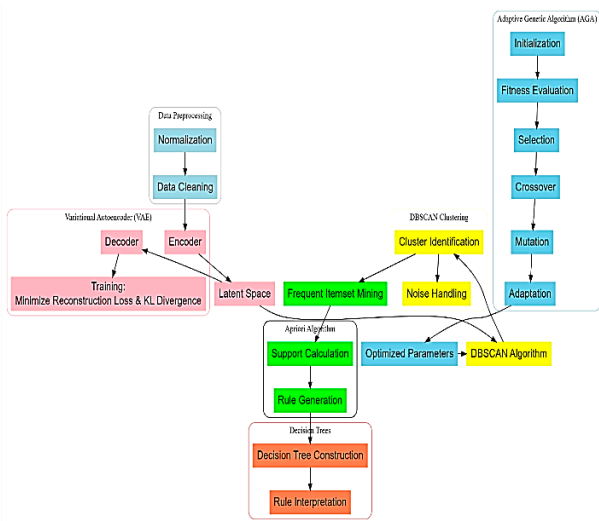 Adaptive Genetic Algorithm (AGA)
Initialization
Fitness Evaluation
Selection
Crossover
Mutation
Adaptation
Data Preprocessing
Normalization
Data Cleaning
Variational Autoencoder (VAE)
Decoder
Encoder
Training:
Minimize Reconstruction Loss & KL Divergence
Latent Space
DBSCAN Clustering
Cluster Identification
Frequent Itemset Mining
Noise Handling
Apriori Algorithm
Support Calculation
Optimized Parameters
DBSCAN Algorithm
Rule Generation
Decision Trees
Decision Tree Construction
Rule Interpretation